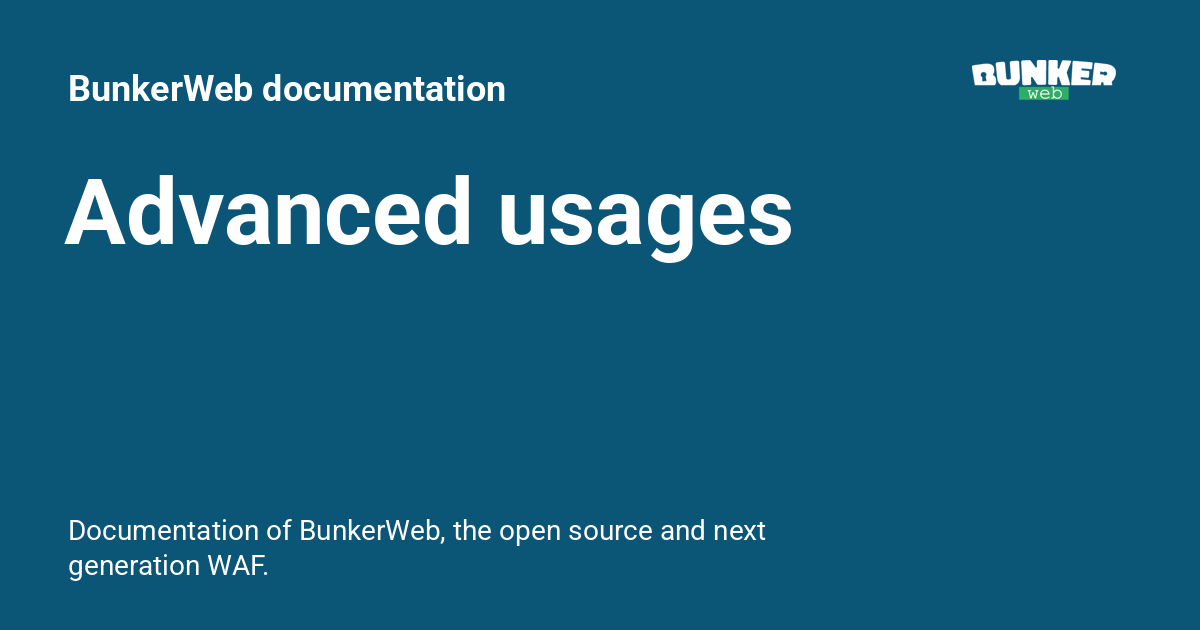 BunkerWeb documentation
BUNKER
web
Advanced usages
Documentation of BunkerWeb, the open source and next
generation WAF.